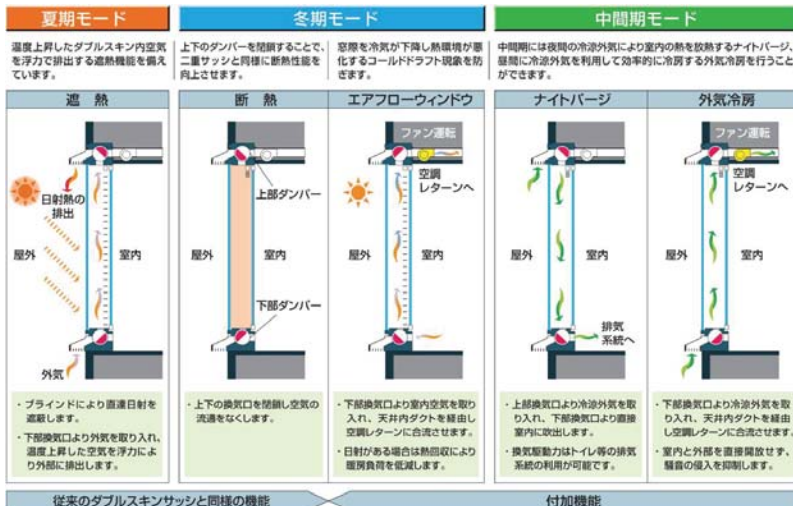 夏期モード
温度上昇したダブルスキン内空気
を浮力で排出する遮熱機能を備え
ています。
冬期モード
上下のダンパーを閉鎖することで、
二重サッシと同様に断熱性能を
向上させます。
窓際を冷気が下降し熱環境が悪
化するコールドドラフト現象を防
ぎます。
中間期モード
中間期には夜間の冷涼外気により室内の熱を放熱するナイトパージ、
昼間に冷涼外気を利用して効率的に冷房する外気冷房を行うこと
ができます。
遮熱
日射熱の
排出
屋外
室内
外気
・ブラインドにより直達日射を
遮蔽します。
・下部換気口より外気を取り入れ、
温度上昇した空気を浮力によ
り外部に排出します。
断熱
上部ダンパー
屋外
室内
下部ダンパー
・上下の換気口を閉鎖し空気の
流通をなくします。
エアフローウィンドウ
ファン運転
空調
レターンへ
屋外
室内
・下部換気口より室内空気を取
り入れ、天井内ダクトを経由し
空調レターンに合流させます。
・日射がある場合は熱回収により
暖房負荷を低減します。
ナイトパージ
屋外
室内
排気
系統へ
・上部換気口より冷涼外気を取
り入れ、下部換気口より直接
室内に吹出します。
・換気駆動力はトイレ等の排気
系統の利用が可能です。
外気冷房
ファン運転
空調
レターンへ
屋外
室内
・下部換気口より冷涼外気を取
り入れ、天井内ダクトを経由
し空調レターンに合流させます。
・室内と外部を直接開放せず、
騒音の侵入を抑制します。
従来のダブルスキンサッシと同様の機能
付加機能